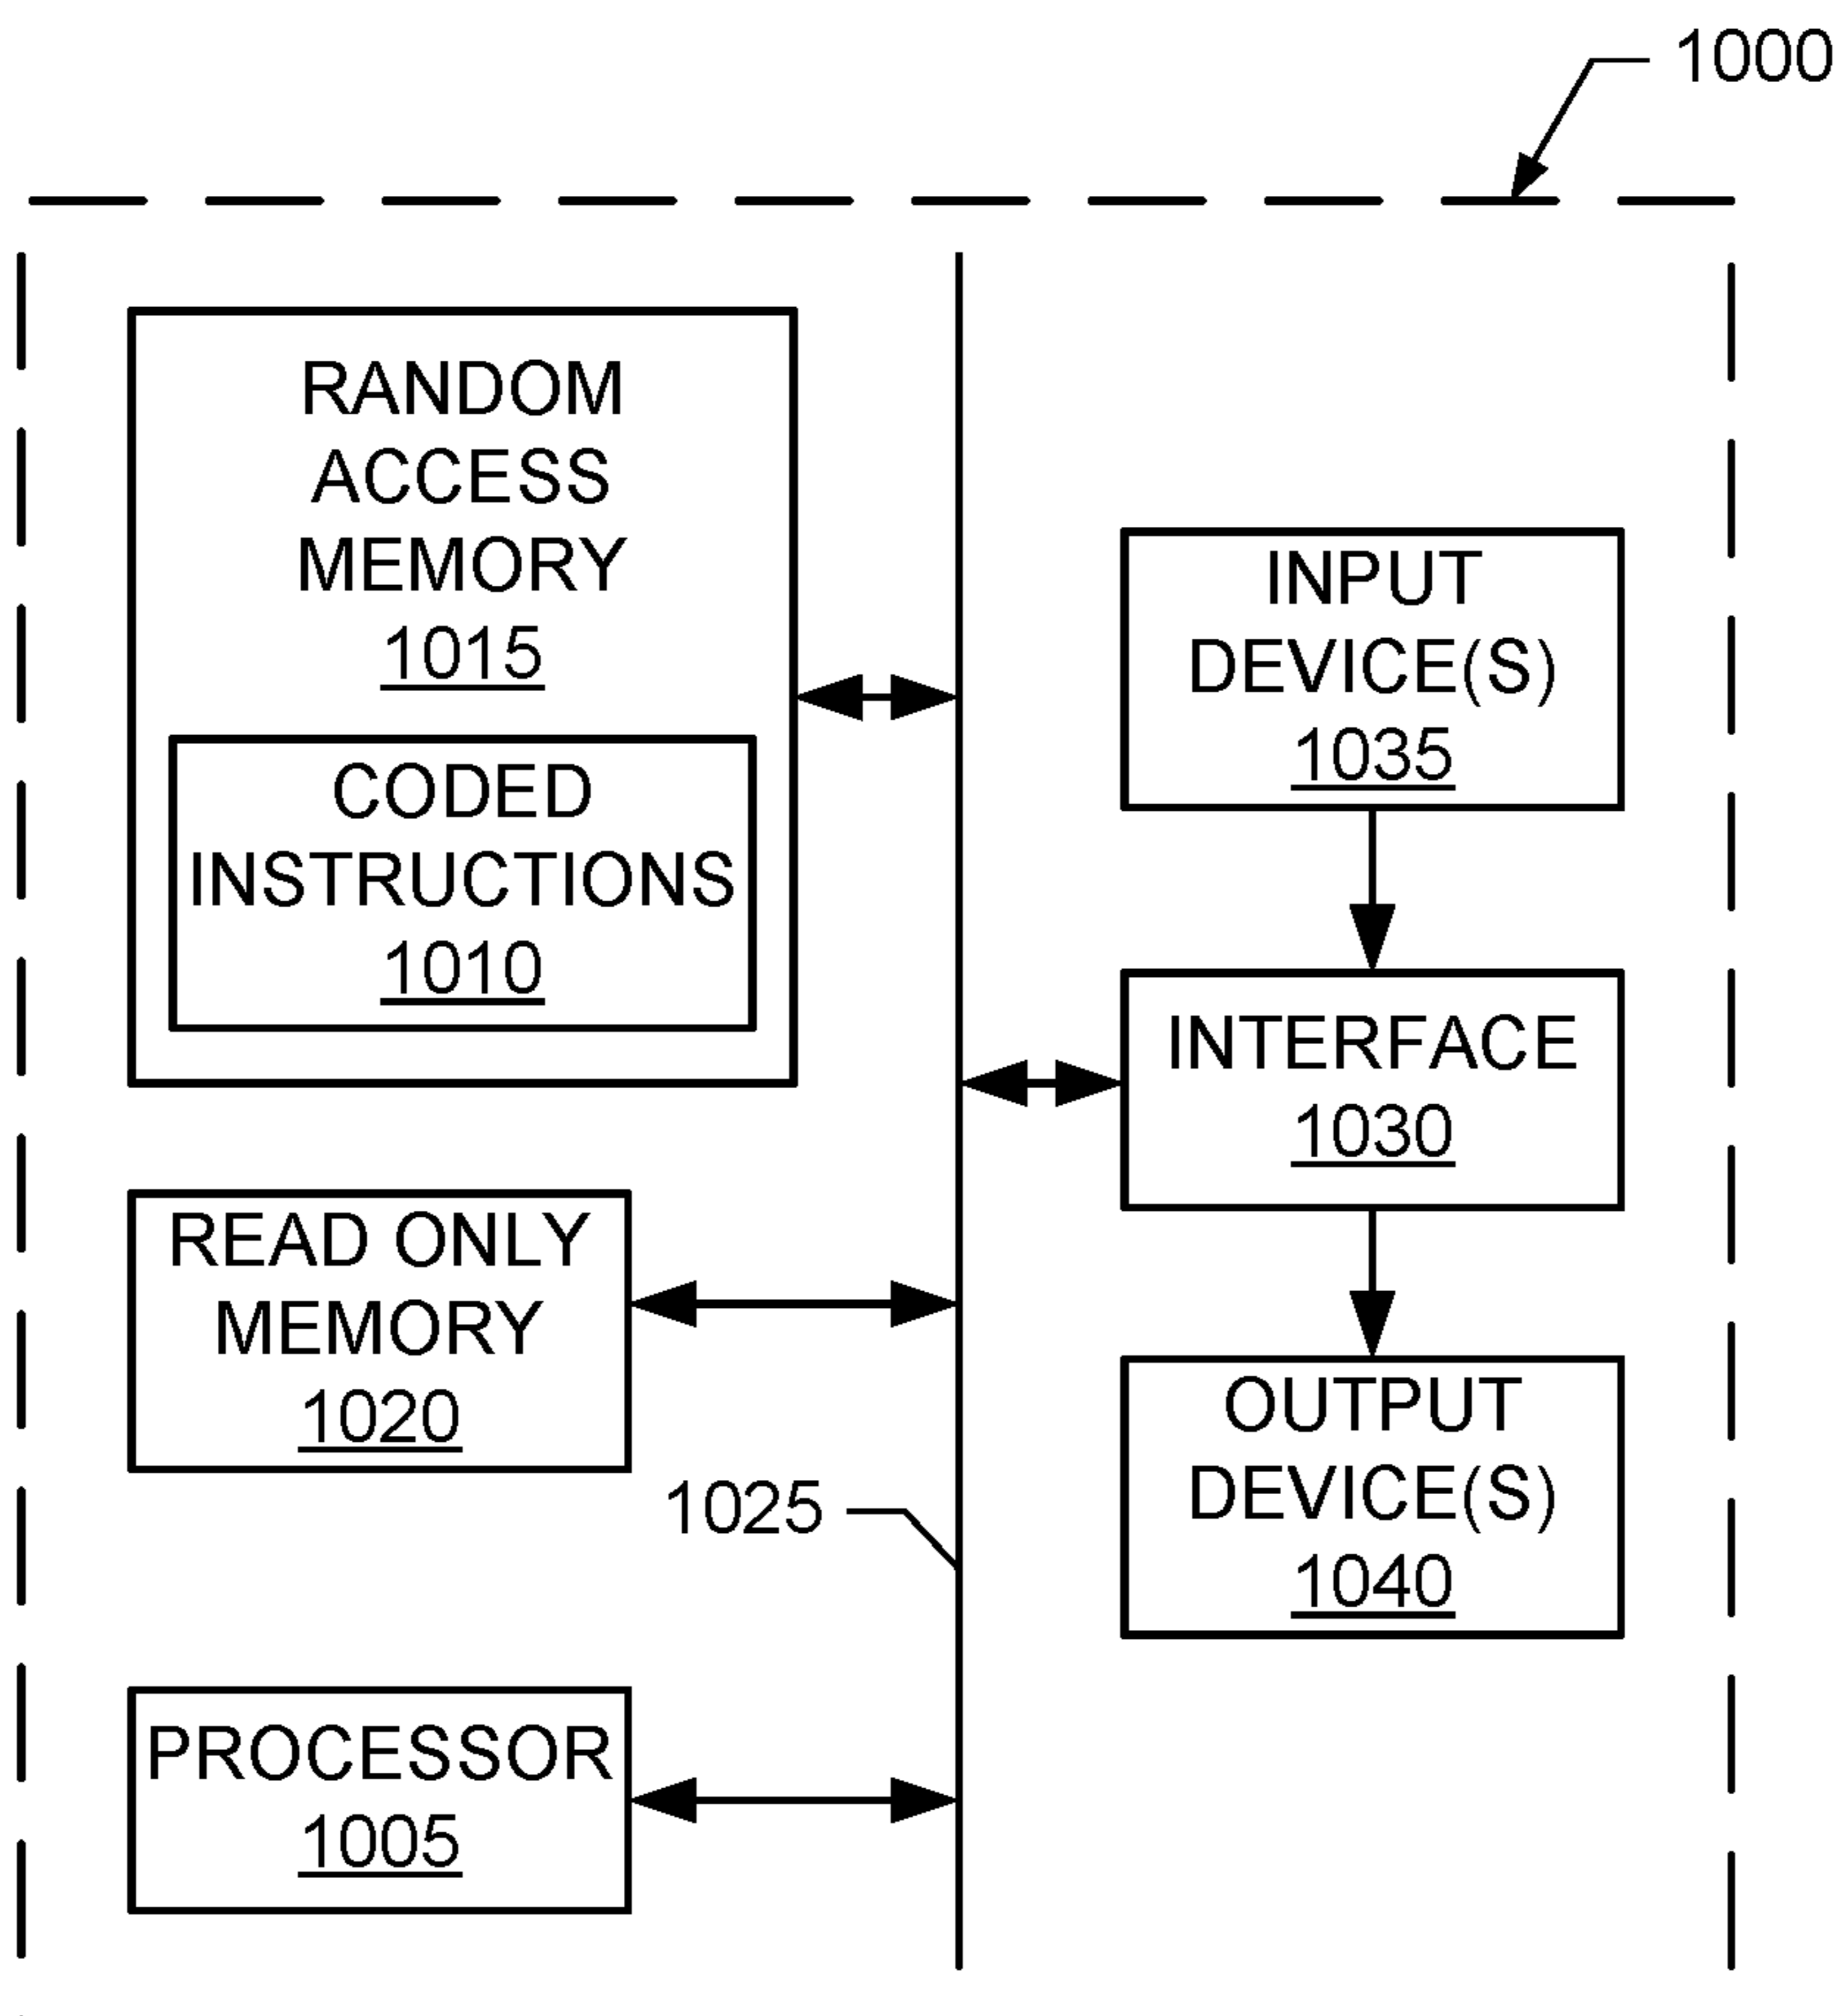 1000
RANDOM
ACCESS
MEMORY
1015
CODED
INSTRUCTIONS
1010
INPUT
DEVICE(S)
1035
INTERFACE
1030
READ ONLY
MEMORY
1020
OUTPUT
DEVICE(S)
1040
1025
PROCESSOR
1005